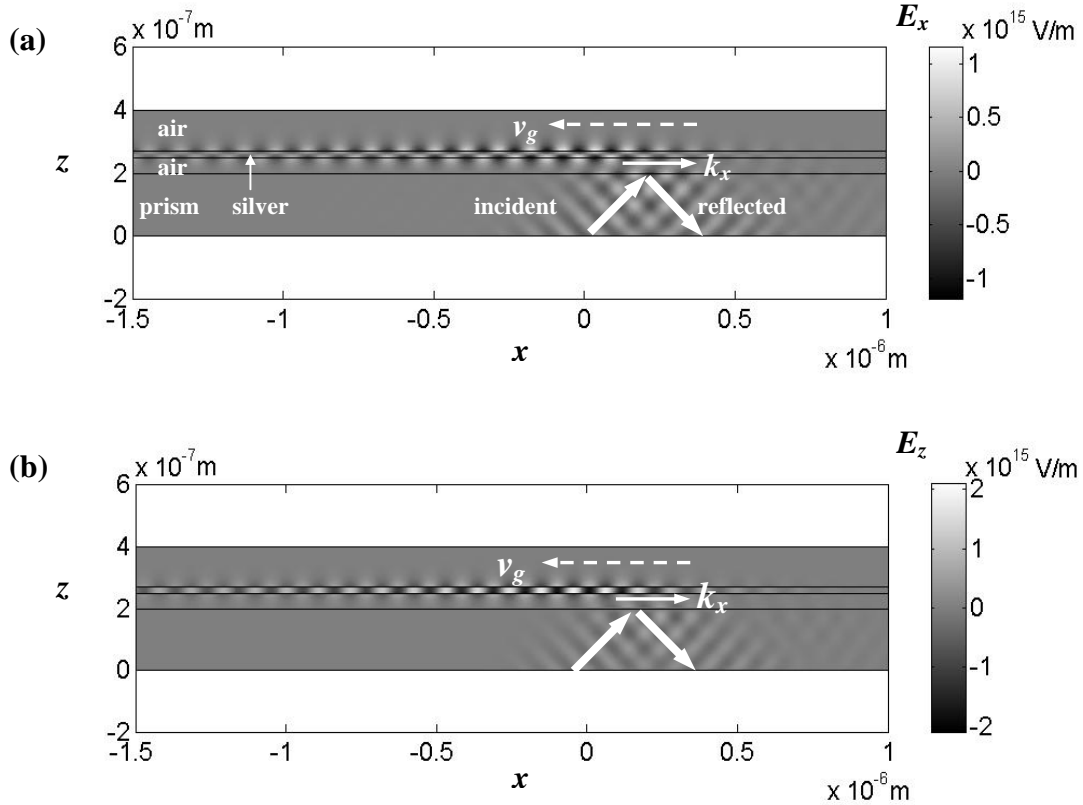 (a)
x 10⁻⁷m
Eₓ
x 10¹⁵ V/m
6
4
2
0
-2
z
air
air
prism
silver
v_g
kₓ
incident
reflected
-1.5
-1
-0.5
0
0.5
1
x
x 10⁻⁶m
1
0.5
0
-0.5
-1
(b)
x 10⁻⁷m
E_z
x 10¹⁵ V/m
6
4
2
0
-2
z
v_g
kₓ
-1.5
-1
-0.5
0
0.5
1
x
x 10⁻⁶m
2
1
0
-1
-2